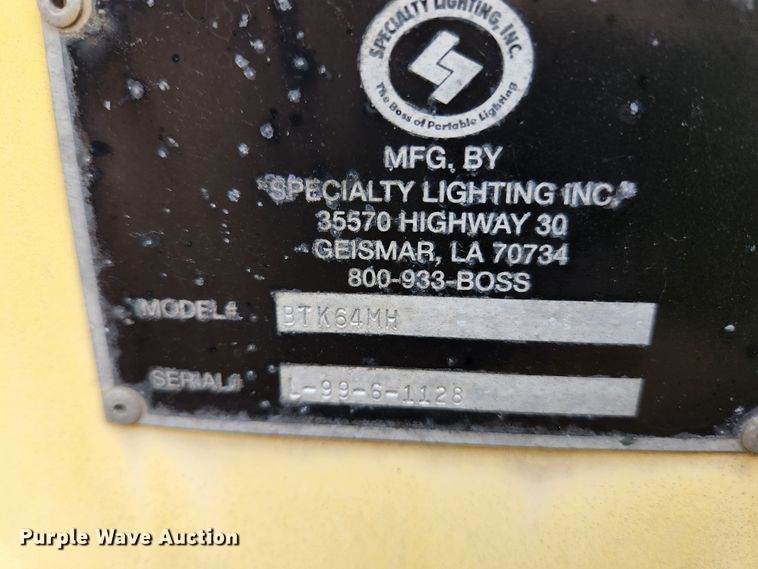 SPECIALTY LIGHTING, INC.
The Boss of Portable Lighting
MFG. BY
"SPECIALTY LIGHTING INC."
35570 HIGHWAY 30
GEISMAR, LA 70734
800-933-BOSS
MODEL# BTK64MH
SERIAL# L-99-6-1128
Purple Wave Auction